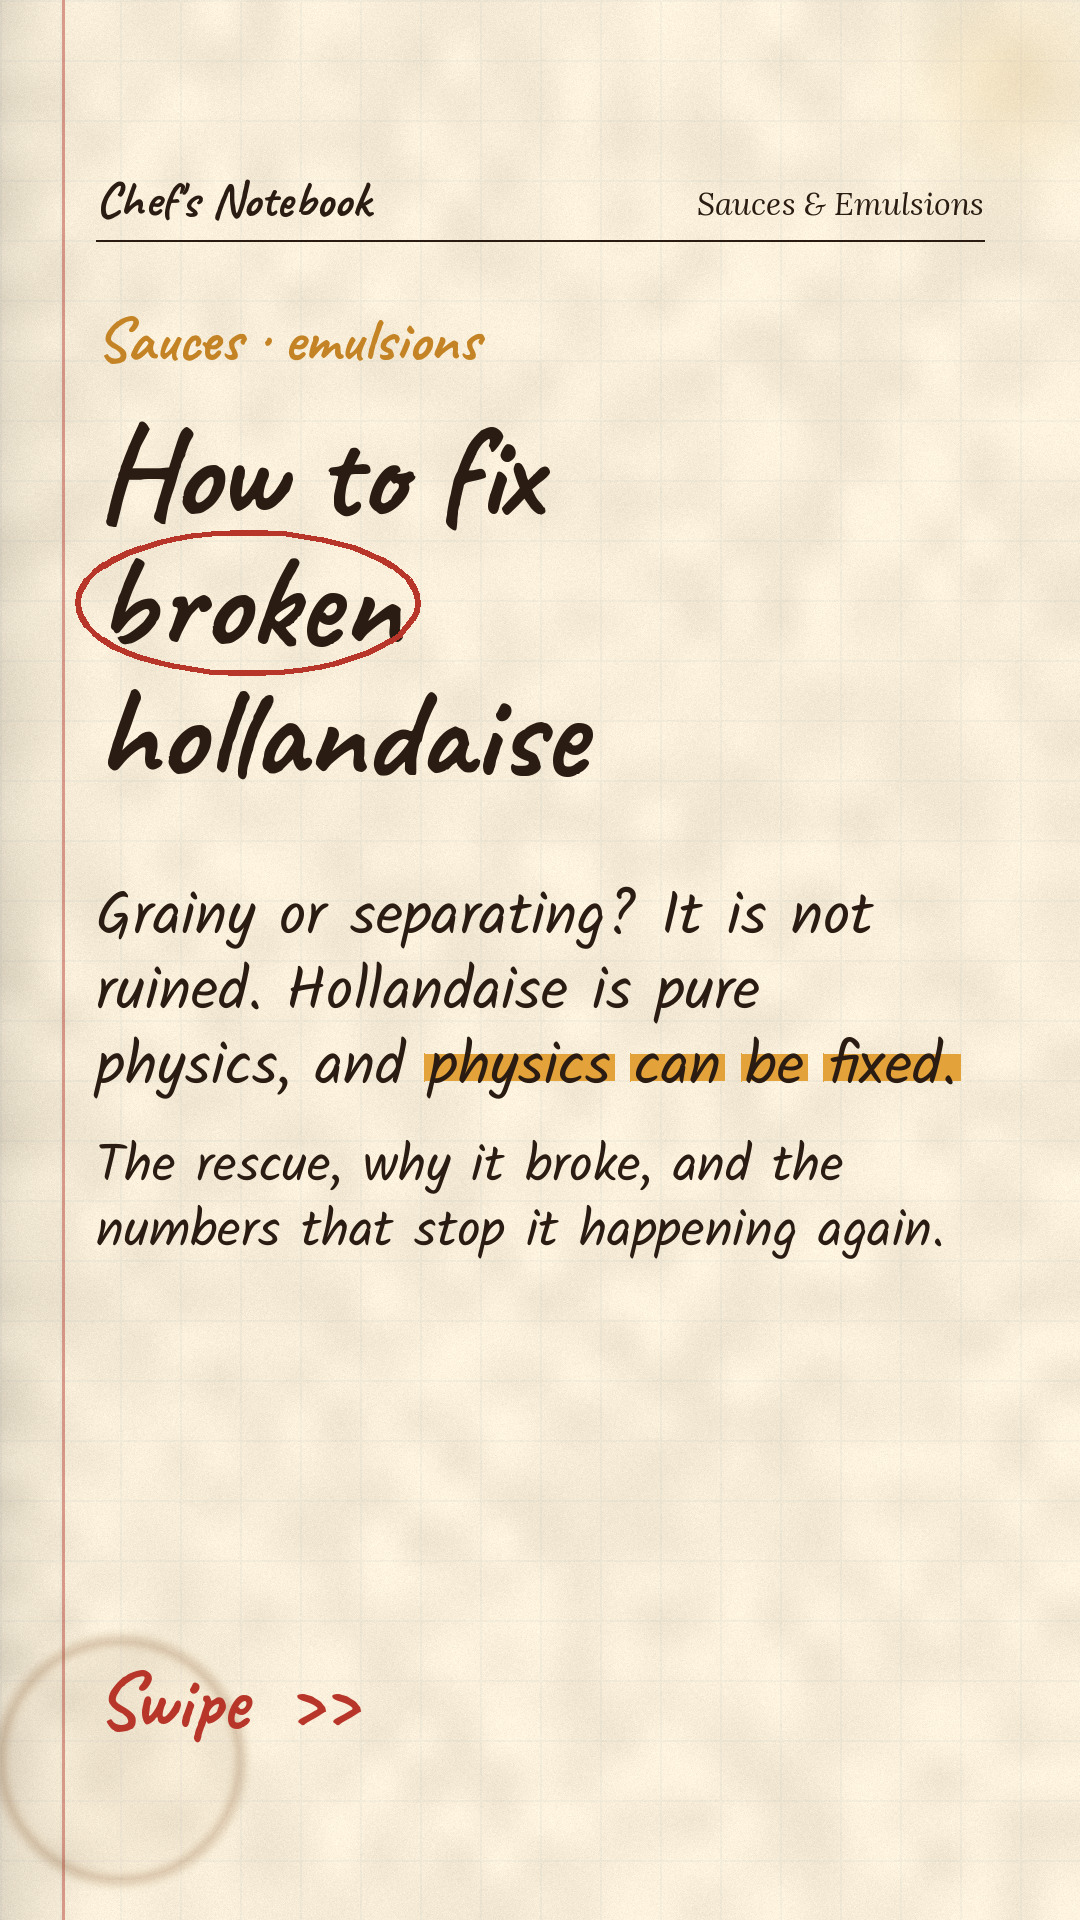 Chef's Notebook
Sauces & Emulsions
Sauces · emulsions
How to fix
broken
hollandaise
Grainy or separating? It is not
ruined. Hollandaise is pure
physics, and physics can be fixed.
The rescue, why it broke, and the
numbers that stop it happening again.
Swipe >>